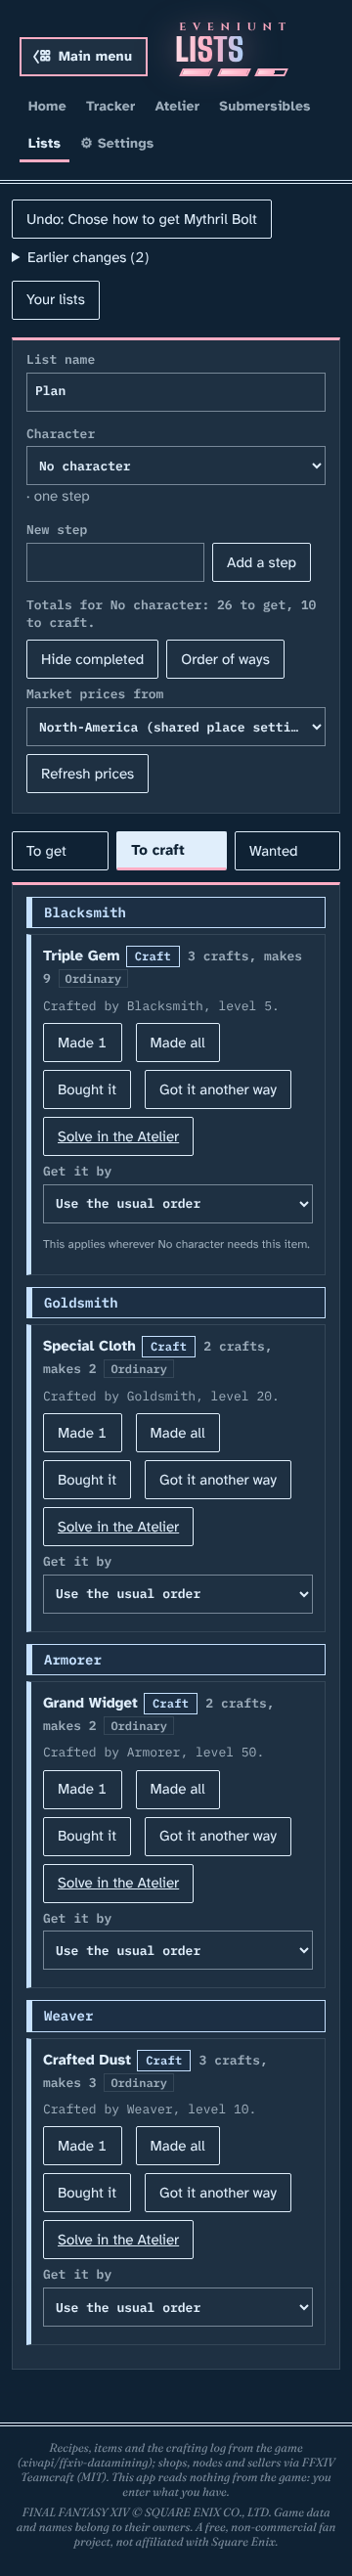 EVENIUNT
LISTS
Main menu
Home Tracker Atelier Submersibles
Lists ⚙ Settings
Undo: Chose how to get Mythril Bolt
▶ Earlier changes (2)
Your lists
List name
Plan
Character
No character
· one step
New step
Add a step
Totals for No character: 26 to get, 10
to craft.
Hide completed Order of ways
Market prices from
North-America (shared place setti…
Refresh prices
To get To craft Wanted
Blacksmith
Triple Gem Craft 3 crafts, makes
9 Ordinary
Crafted by Blacksmith, level 5.
Made 1 Made all
Bought it Got it another way
Solve in the Atelier
Get it by
Use the usual order
This applies wherever No character needs this item.
Goldsmith
Special Cloth Craft 2 crafts,
makes 2 Ordinary
Crafted by Goldsmith, level 20.
Made 1 Made all
Bought it Got it another way
Solve in the Atelier
Get it by
Use the usual order
Armorer
Grand Widget Craft 2 crafts,
makes 2 Ordinary
Crafted by Armorer, level 50.
Made 1 Made all
Bought it Got it another way
Solve in the Atelier
Get it by
Use the usual order
Weaver
Crafted Dust Craft 3 crafts,
makes 3 Ordinary
Crafted by Weaver, level 10.
Made 1 Made all
Bought it Got it another way
Solve in the Atelier
Get it by
Use the usual order
Recipes, items and the crafting log from the game
(xivapi/ffxiv-datamining); shops, nodes and sellers via FFXIV
Teamcraft (MIT). This app reads nothing from the game: you
enter what you have.
FINAL FANTASY XIV © SQUARE ENIX CO., LTD. Game data
and names belong to their owners. A free, non-commercial fan
project, not affiliated with Square Enix.